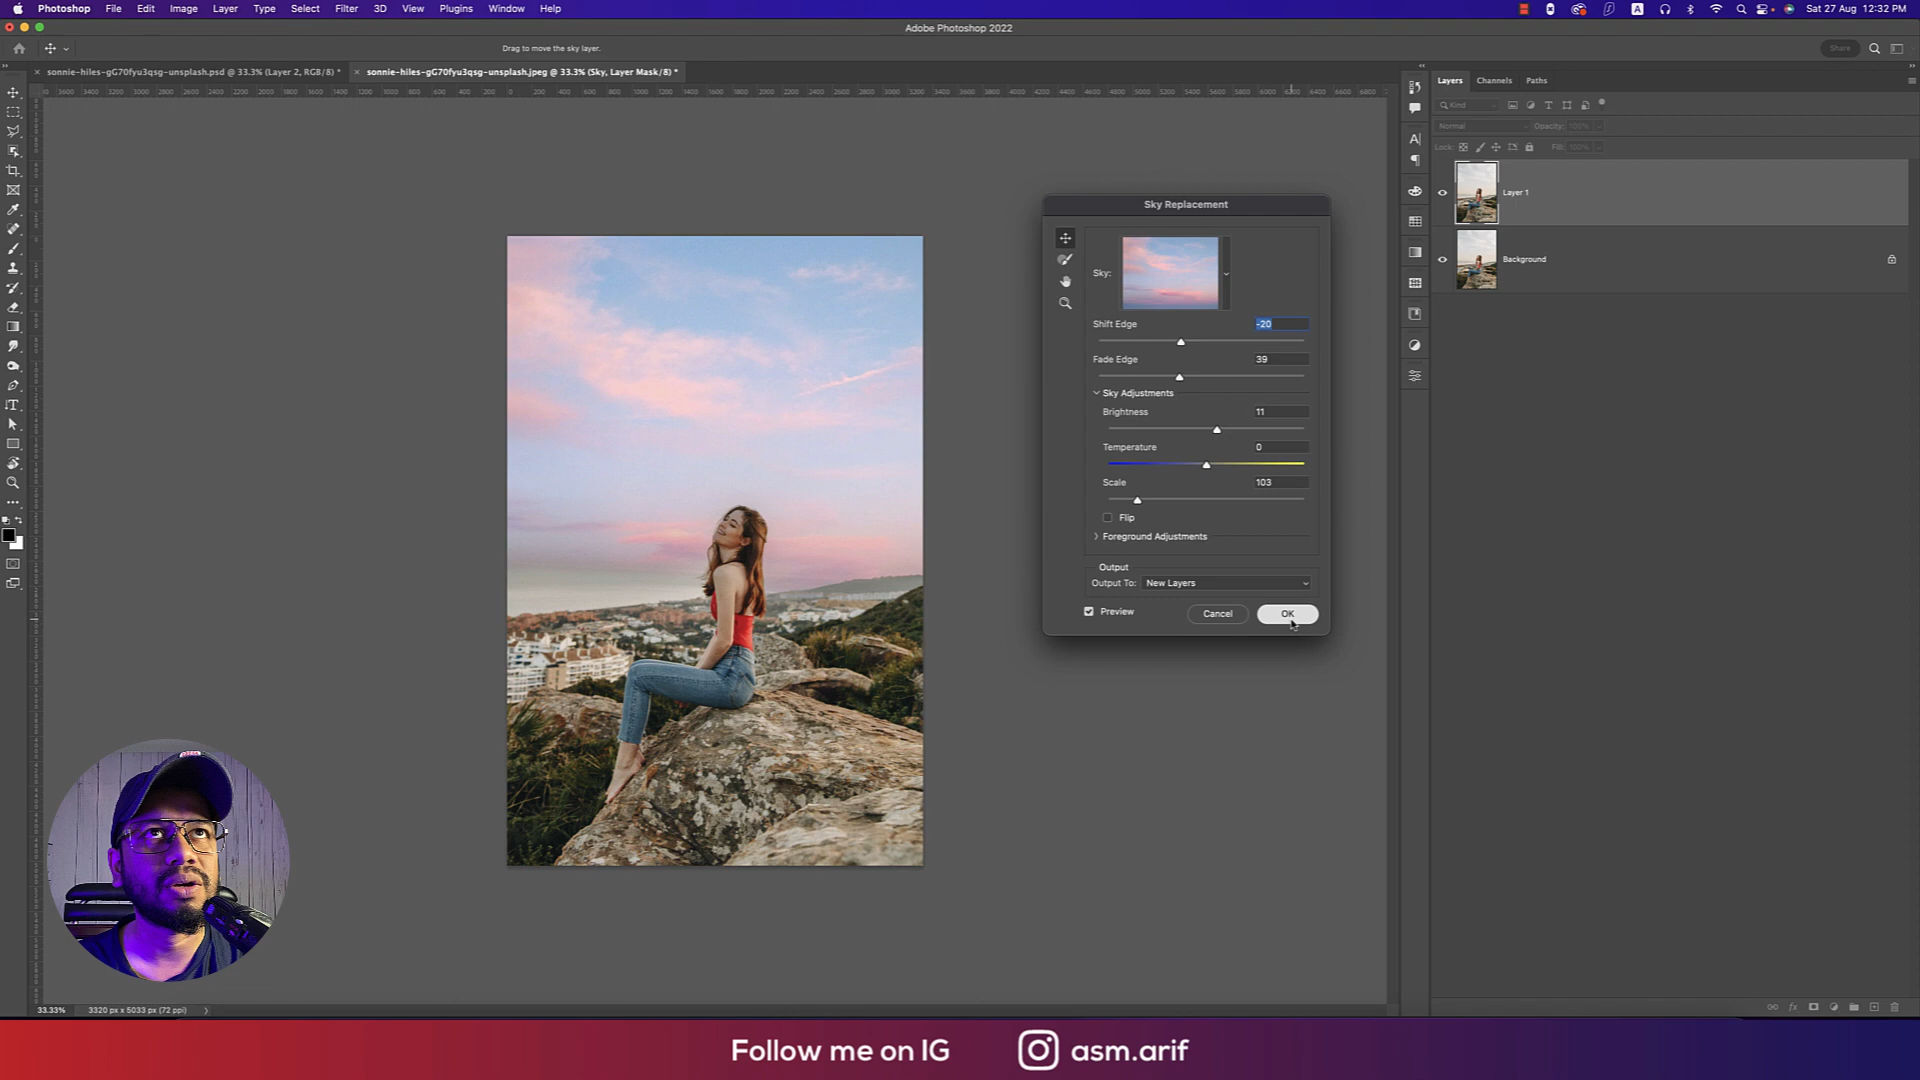 Photoshop File Edit Image Layer Type Select Filter 3D View Plugins Window Help
A Sat 27 Aug 12:32 PM
Adobe Photoshop 2022
Drag to move the sky layer.
Share
sonnie-hiles-gG70fyu3qsg-unsplash.psd @ 33.3% (Layer 2, RGB/8) *
sonnie-hiles-gG70fyu3qsg-unsplash.jpeg @ 33.3% (Sky, Layer Mask/8) *
Layers Channels Paths
Kind
Normal Opacity: 100%
Lock: Fill: 100%
Layer 1
Background
Sky Replacement
Sky:
Shift Edge -20
Fade Edge 39
Sky Adjustments
Brightness 11
Temperature 0
Scale 103
Flip
Foreground Adjustments
Output
Output To: New Layers
Preview Cancel OK
33.33% 3320 px x 5033 px (72 ppi)
Follow me on IG asm.arif